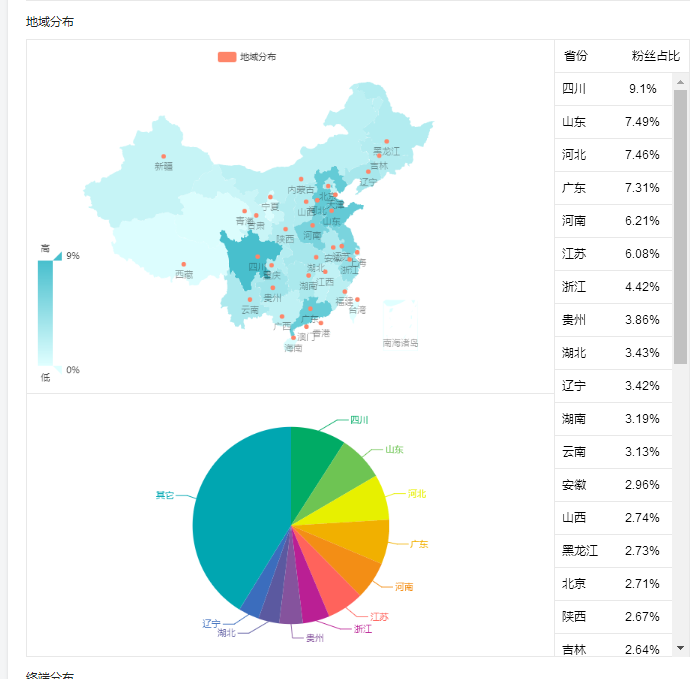 地域分布
地域分布
省份 粉丝占比
四川 9.1%
山东 7.49%
河北 7.46%
广东 7.31%
河南 6.21%
江苏 6.08%
浙江 4.42%
贵州 3.86%
湖北 3.43%
辽宁 3.42%
湖南 3.19%
云南 3.13%
安徽 2.96%
山西 2.74%
黑龙江 2.73%
北京 2.71%
陕西 2.67%
吉林 2.64%
黑龙江
吉林
辽宁
新疆
内蒙古
北京
天津
宁夏
山西
河北
山东
青海
甘肃
陕西
河南
高
9%
四川
重庆
湖北
安徽
上海
浙江
西藏
湖南
江西
贵州
云南
福建
台湾
广西
广东
澳门
香港
海南
南海诸岛
0%
低
四川
山东
河北
广东
河南
江苏
浙江
贵州
湖北
辽宁
其它
终端分布